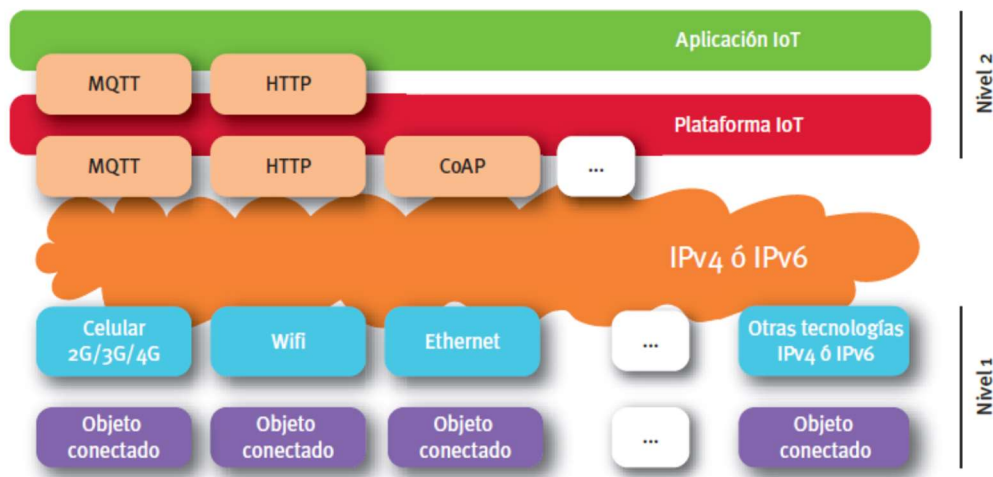 Aplicación IoT
MQTT
HTTP
Plataforma IoT
MQTT
HTTP
CoAP
...
Nivel 2
IPv4 ó IPv6
Celular
2G/3G/4G
Wifi
Ethernet
...
Otras tecnologías
IPv4 ó IPv6
Objeto
conectado
Objeto
conectado
Objeto
conectado
...
Objeto
conectado
Nivel 1